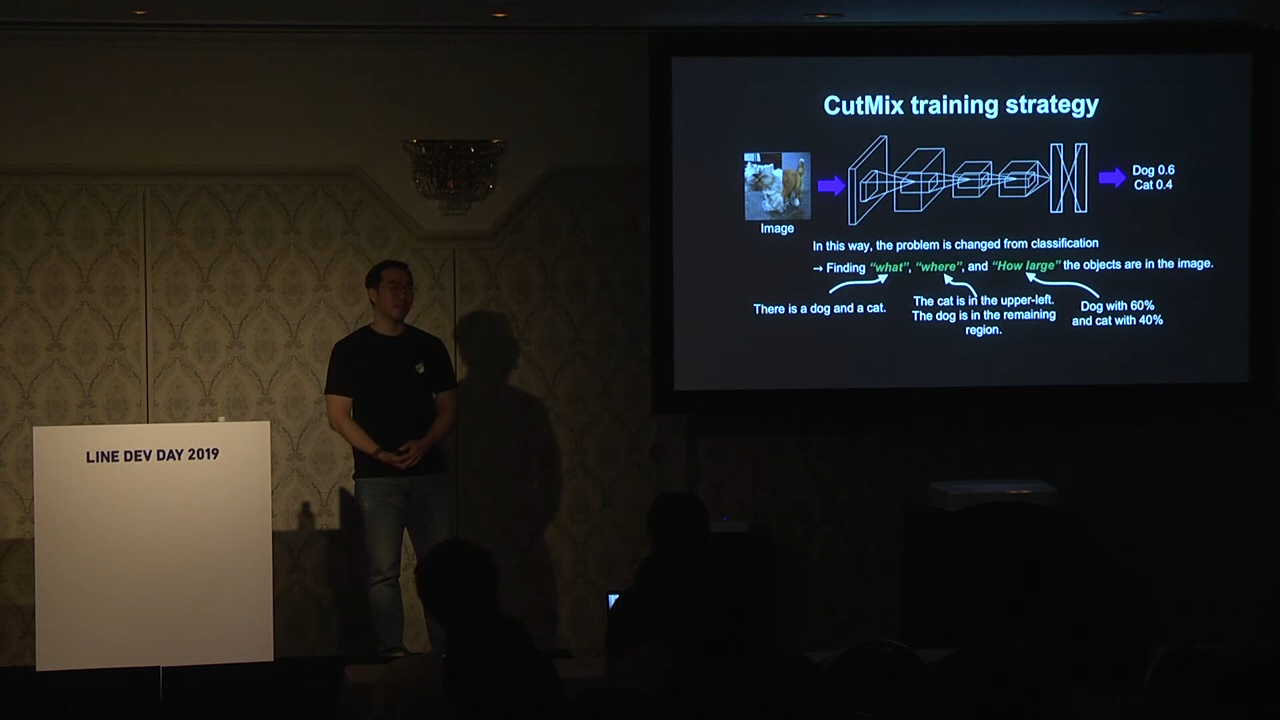 LINE DEV DAY 2019
CutMix training strategy
Image
Dog 0.6
Cat 0.4
In this way, the problem is changed from classification
→ Finding “what”, “where”, and “How large” the objects are in the image.
There is a dog and a cat.
The cat is in the upper-left.
The dog is in the remaining
region.
Dog with 60%
and cat with 40%